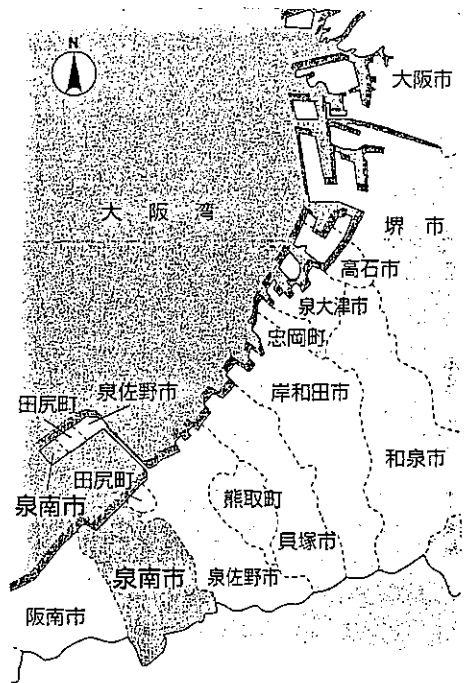 N
大阪市
大阪湾
堺市
高石市
泉大津市
忠岡町
岸和田市
泉佐野市
田尻町
和泉市
田尻町
熊取町
泉南市
貝塚市
泉南市
泉佐野市
阪南市